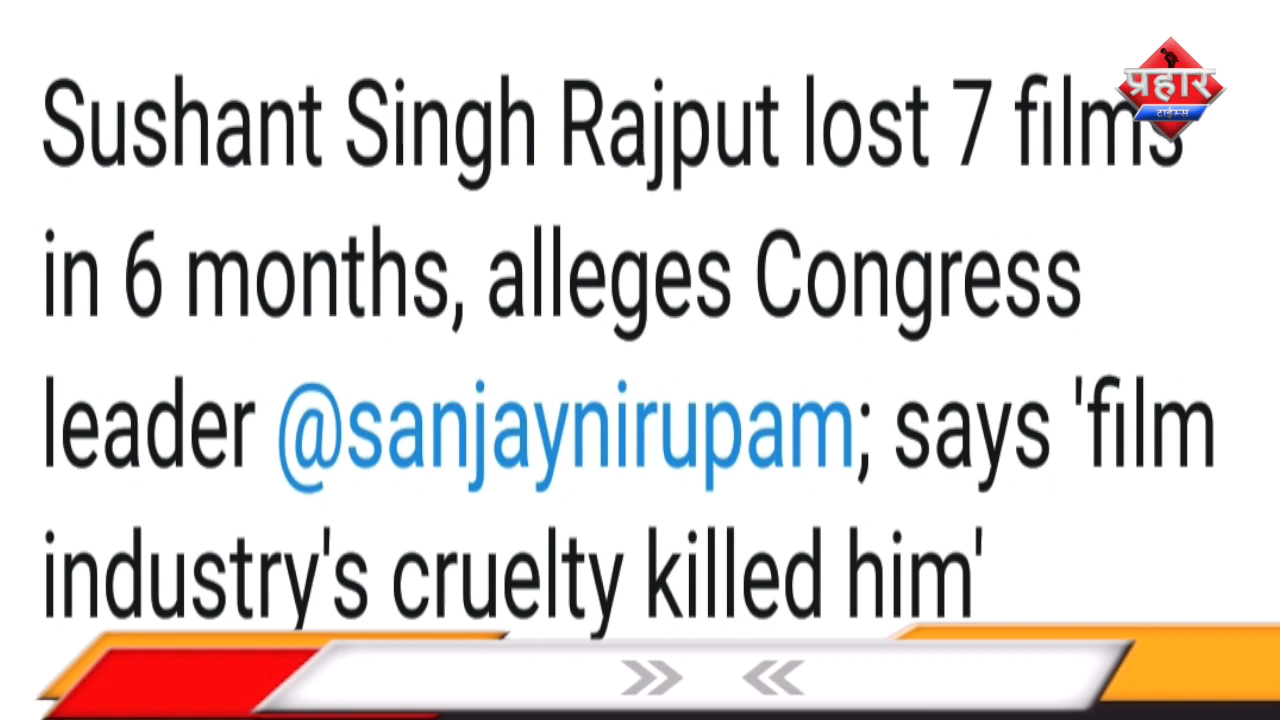 Sushant Singh Rajput lost 7 films
in 6 months, alleges Congress
leader @sanjaynirupam; says 'film
industry's cruelty killed him'
प्रहार
टाईम्स